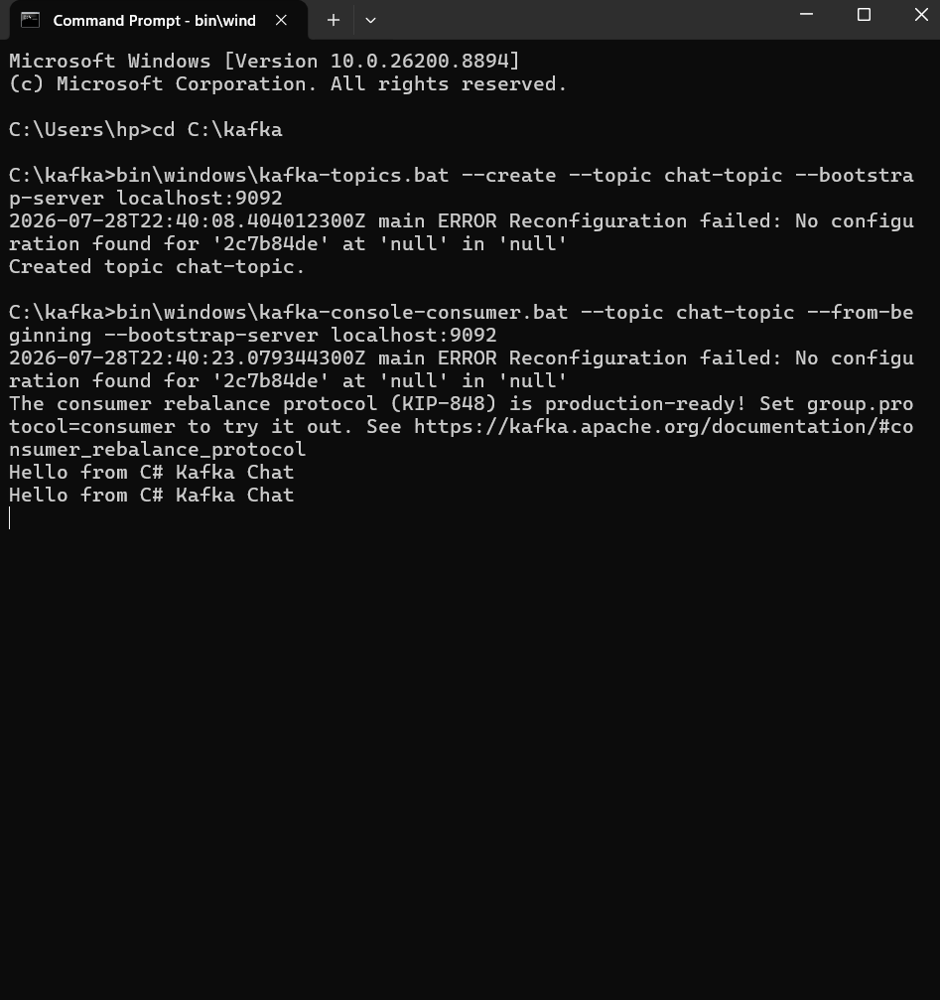 Command Prompt - bin\wind
Microsoft Windows [Version 10.0.26200.8894]
(c) Microsoft Corporation. All rights reserved.
C:\Users\hp>cd C:\kafka
C:\kafka>bin\windows\kafka-topics.bat --create --topic chat-topic --bootstra
p-server localhost:9092
2026-07-28T22:40:08.404012300Z main ERROR Reconfiguration failed: No configu
ration found for '2c7b84de' at 'null' in 'null'
Created topic chat-topic.
C:\kafka>bin\windows\kafka-console-consumer.bat --topic chat-topic --from-be
ginning --bootstrap-server localhost:9092
2026-07-28T22:40:23.079344300Z main ERROR Reconfiguration failed: No configu
ration found for '2c7b84de' at 'null' in 'null'
The consumer rebalance protocol (KIP-848) is production-ready! Set group.pro
tocol=consumer to try it out. See https://kafka.apache.org/documentation/#co
nsumer_rebalance_protocol
Hello from C# Kafka Chat
Hello from C# Kafka Chat